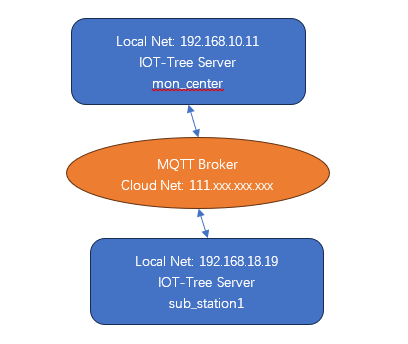 Local Net: 192.168.10.11
IOT-Tree Server
mon_center
MQTT Broker
Cloud Net: 111.xxx.xxx.xxx
Local Net: 192.168.18.19
IOT-Tree Server
sub_station1